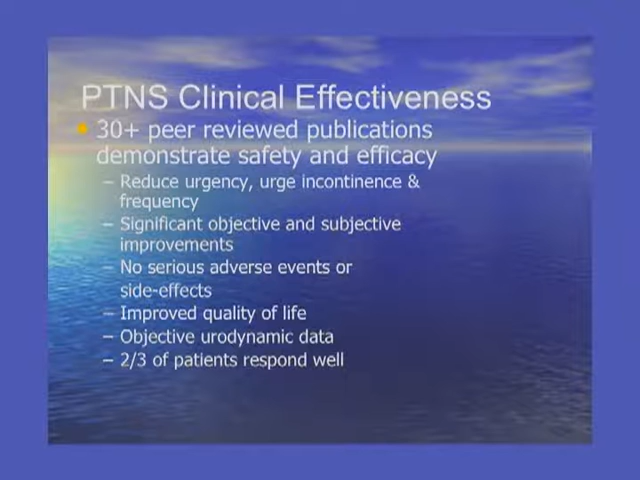 PTNS Clinical Effectiveness
• 30+ peer reviewed publications
demonstrate safety and efficacy
– Reduce urgency, urge incontinence &
frequency
– Significant objective and subjective
improvements
– No serious adverse events or
side-effects
– Improved quality of life
– Objective urodynamic data
– 2/3 of patients respond well